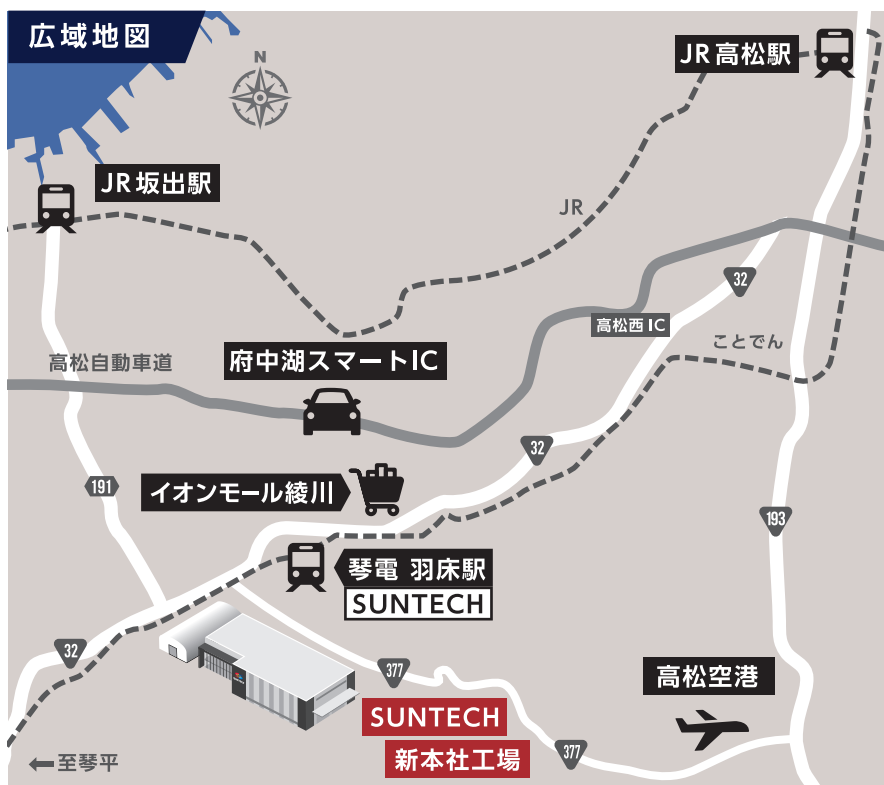 広域地図
N
JR高松駅
JR坂出駅
JR
32
高松西IC
ことでん
高松自動車道
府中湖スマートIC
32
191
イオンモール綾川
193
琴電 羽床駅
SUNTECH
32
377
高松空港
SUNTECH
新本社工場
377
←至琴平